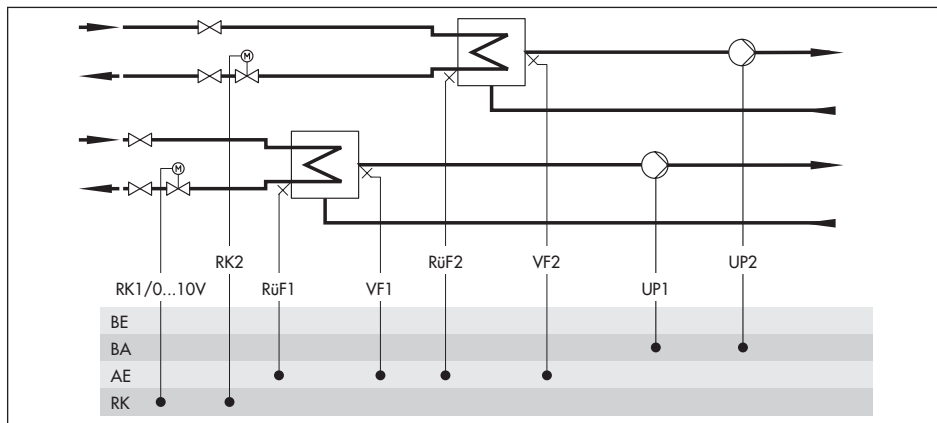 M
M
RK2 RüF2 VF2 UP2
RK1/0...10V RüF1 VF1 UP1
BE
BA
AE
RK